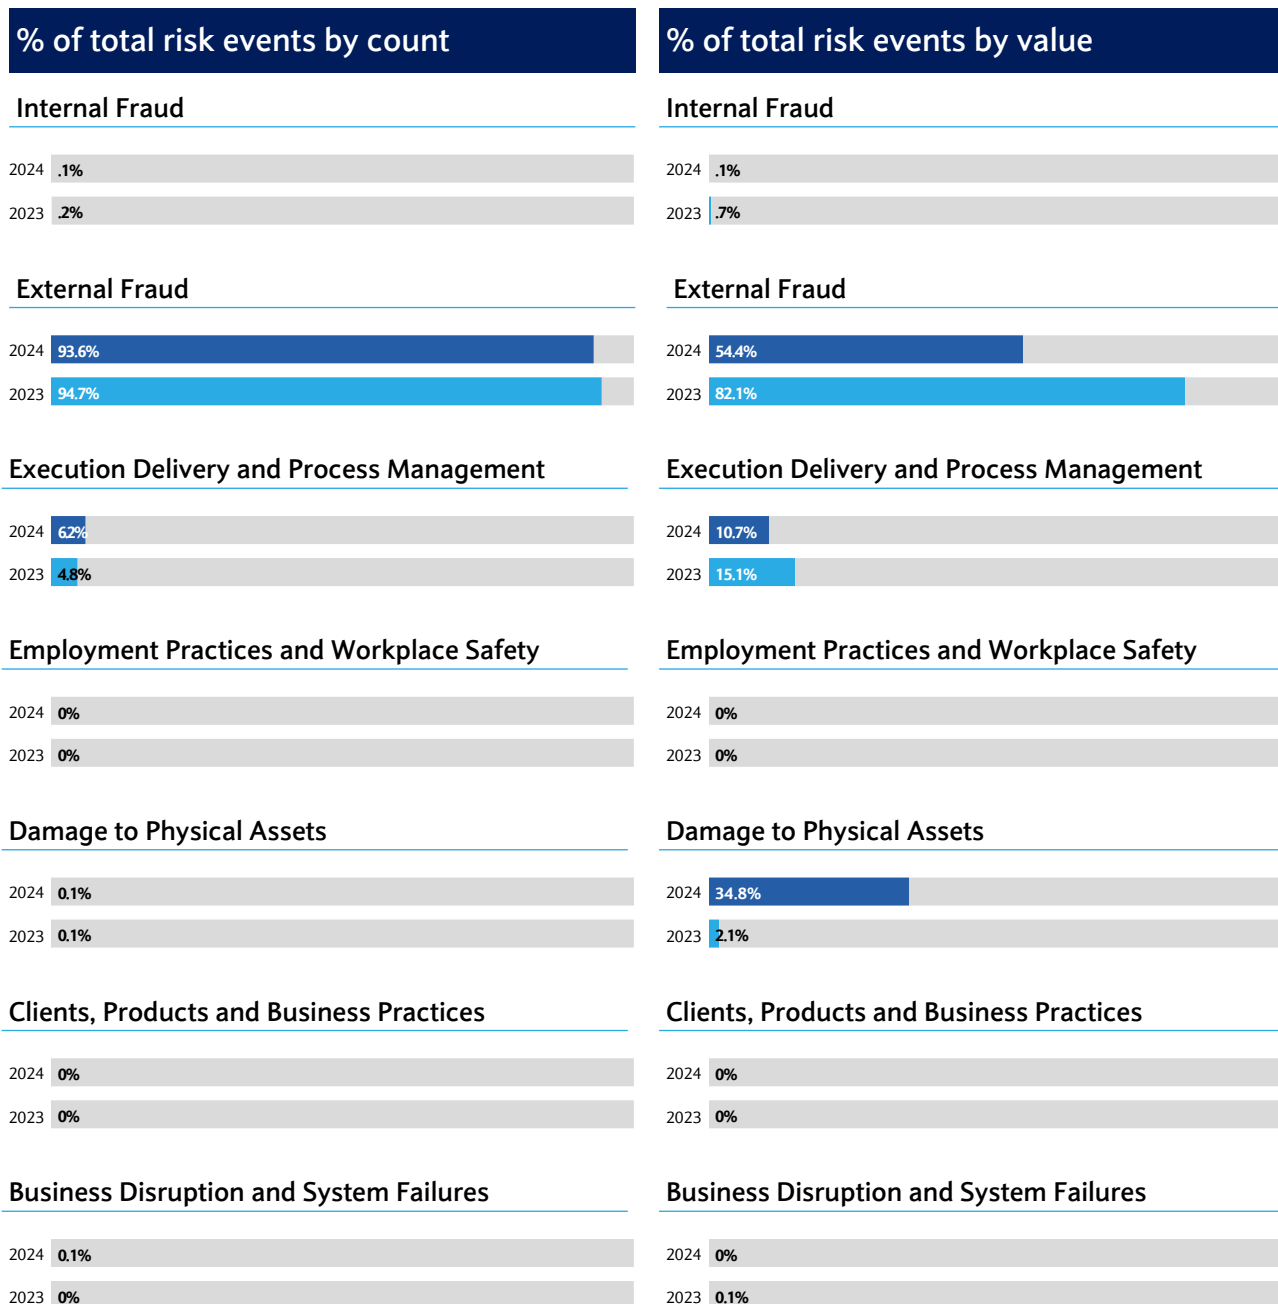 % of total risk events by count
Internal Fraud
2024 .1%
2023 .2%
External Fraud
2024 93.6%
2023 94.7%
Execution Delivery and Process Management
2024 6.2%
2023 4.8%
Employment Practices and Workplace Safety
2024 0%
2023 0%
Damage to Physical Assets
2024 0.1%
2023 0.1%
Clients, Products and Business Practices
2024 0%
2023 0%
Business Disruption and System Failures
2024 0.1%
2023 0%
% of total risk events by value
Internal Fraud
2024 .1%
2023 .7%
External Fraud
2024 54.4%
2023 82.1%
Execution Delivery and Process Management
2024 10.7%
2023 15.1%
Employment Practices and Workplace Safety
2024 0%
2023 0%
Damage to Physical Assets
2024 34.8%
2023 2.1%
Clients, Products and Business Practices
2024 0%
2023 0%
Business Disruption and System Failures
2024 0%
2023 0.1%